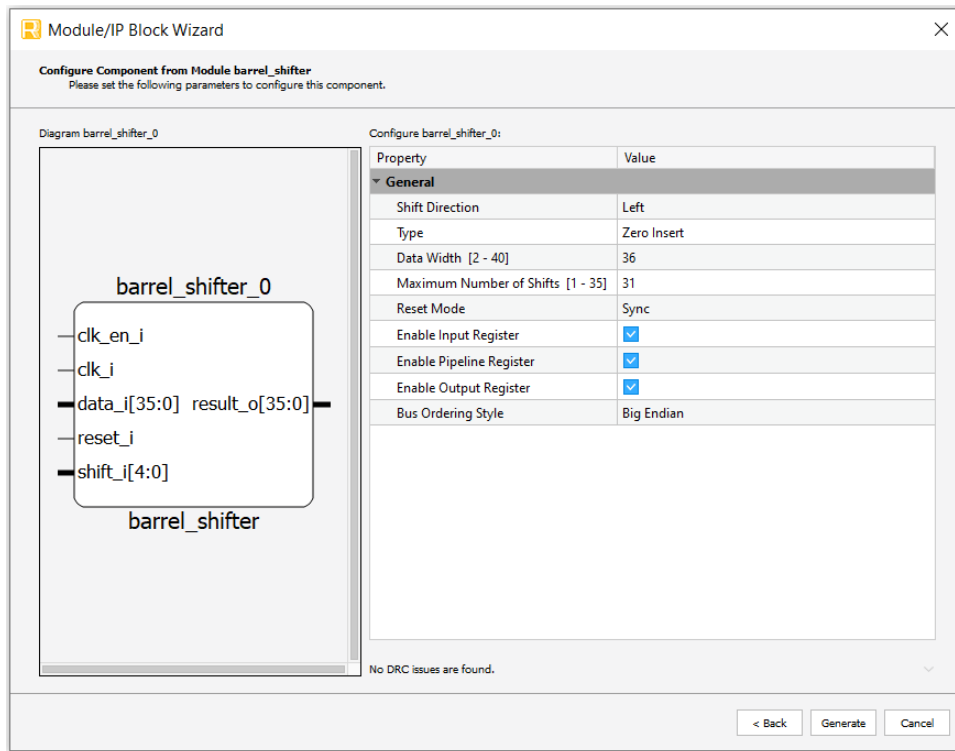 Module/IP Block Wizard
Configure Component from Module barrel_shifter
Please set the following parameters to configure this component.
Diagram barrel_shifter_0
barrel_shifter_0
clk_en_i
clk_i
data_i[35:0] result_o[35:0]
reset_i
shift_i[4:0]
barrel_shifter
Configure barrel_shifter_0:
Property Value
General
Shift Direction Left
Type Zero Insert
Data Width [2 - 40] 36
Maximum Number of Shifts [1 - 35] 31
Reset Mode Sync
Enable Input Register
Enable Pipeline Register
Enable Output Register
Bus Ordering Style Big Endian
No DRC issues are found.
< Back Generate Cancel